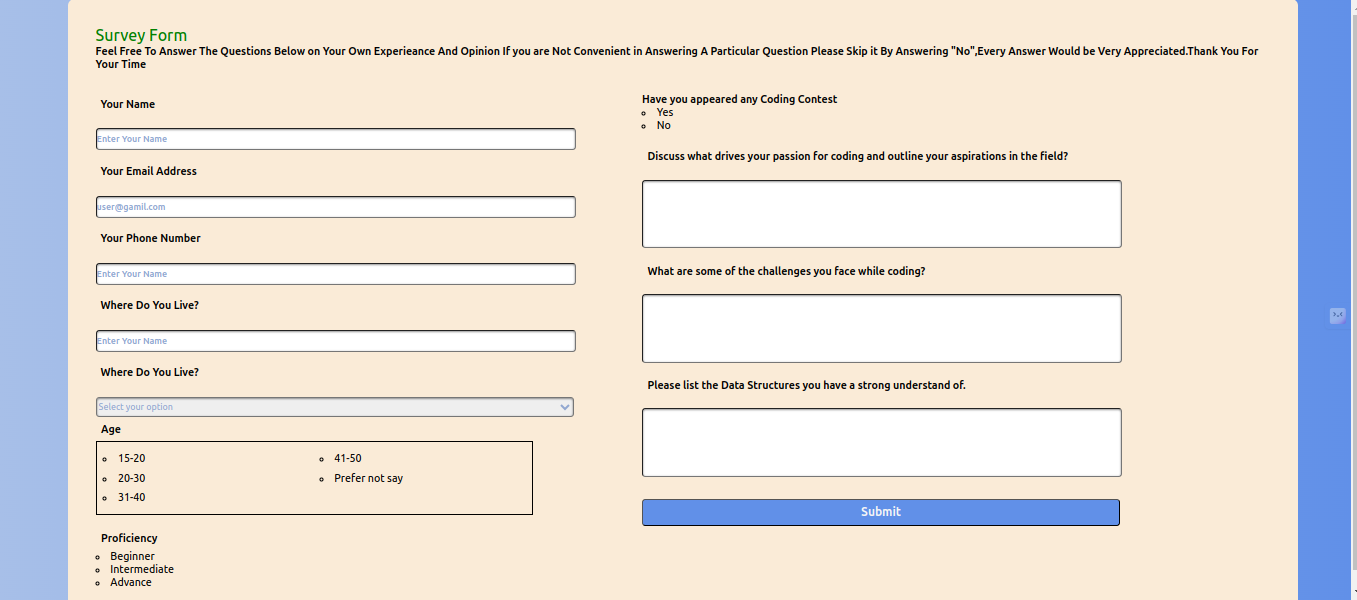 Survey Form
Feel Free To Answer The Questions Below on Your Own Experieance And Opinion If you are Not Convenient in Answering A Particular Question Please Skip it By Answering "No",Every Answer Would be Very Appreciated.Thank You For
Your Time
Your Name
Enter Your Name
Your Email Address
user@gamil.com
Your Phone Number
Enter Your Name
Where Do You Live?
Enter Your Name
Where Do You Live?
Select your option
Age
15-20
20-30
31-40
41-50
Prefer not say
Proficiency
Beginner
Intermediate
Advance
Have you appeared any Coding Contest
Yes
No
Discuss what drives your passion for coding and outline your aspirations in the field?
What are some of the challenges you face while coding?
Please list the Data Structures you have a strong understand of.
Submit